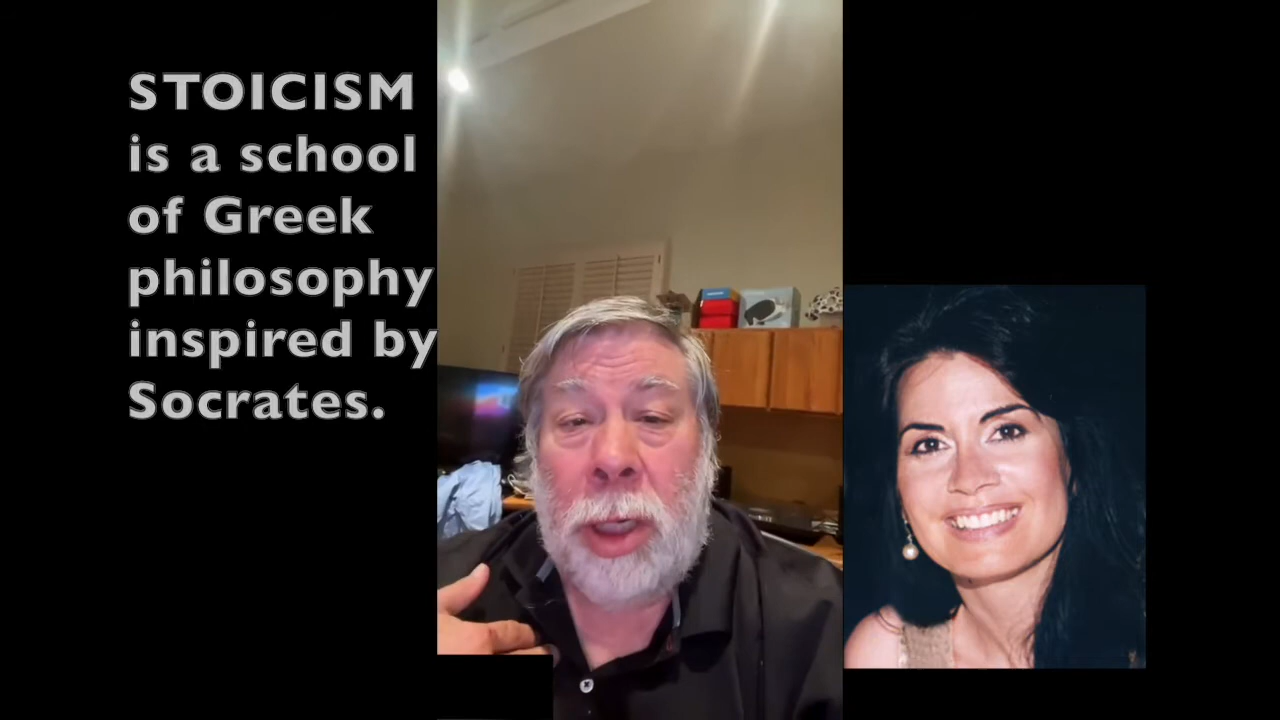 STOICISM
is a school
of Greek
philosophy
inspired by
Socrates.